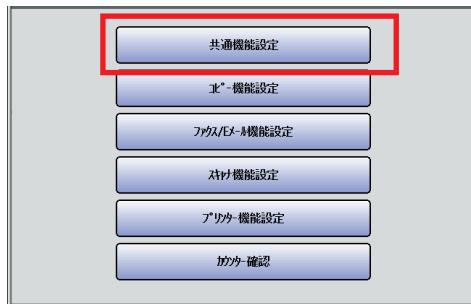 共通機能設定
ｺﾋﾟｰ機能設定
ﾌｧｸｽ/Eﾒｰﾙ機能設定
ｽｷｬﾅ機能設定
ﾌﾟﾘﾝﾀｰ機能設定
ｶｳﾝﾀｰ確認